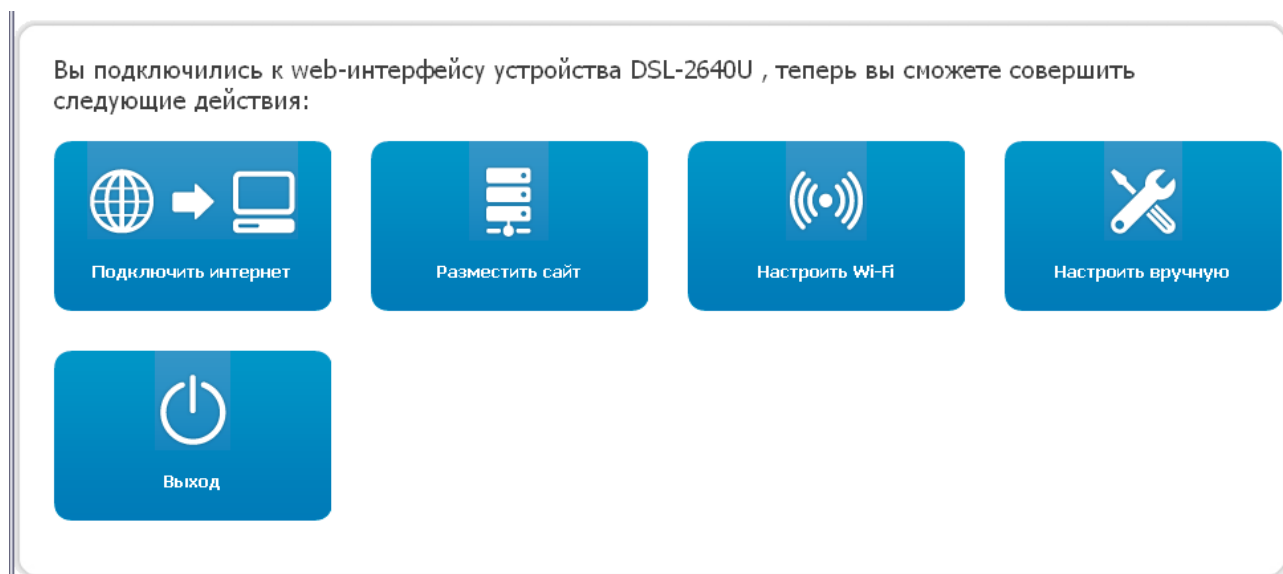 Вы подключились к web-интерфейсу устройства DSL-2640U , теперь вы сможете совершить
следующие действия:
Подключить интернет
Разместить сайт
Настроить Wi-Fi
Настроить вручную
Выход